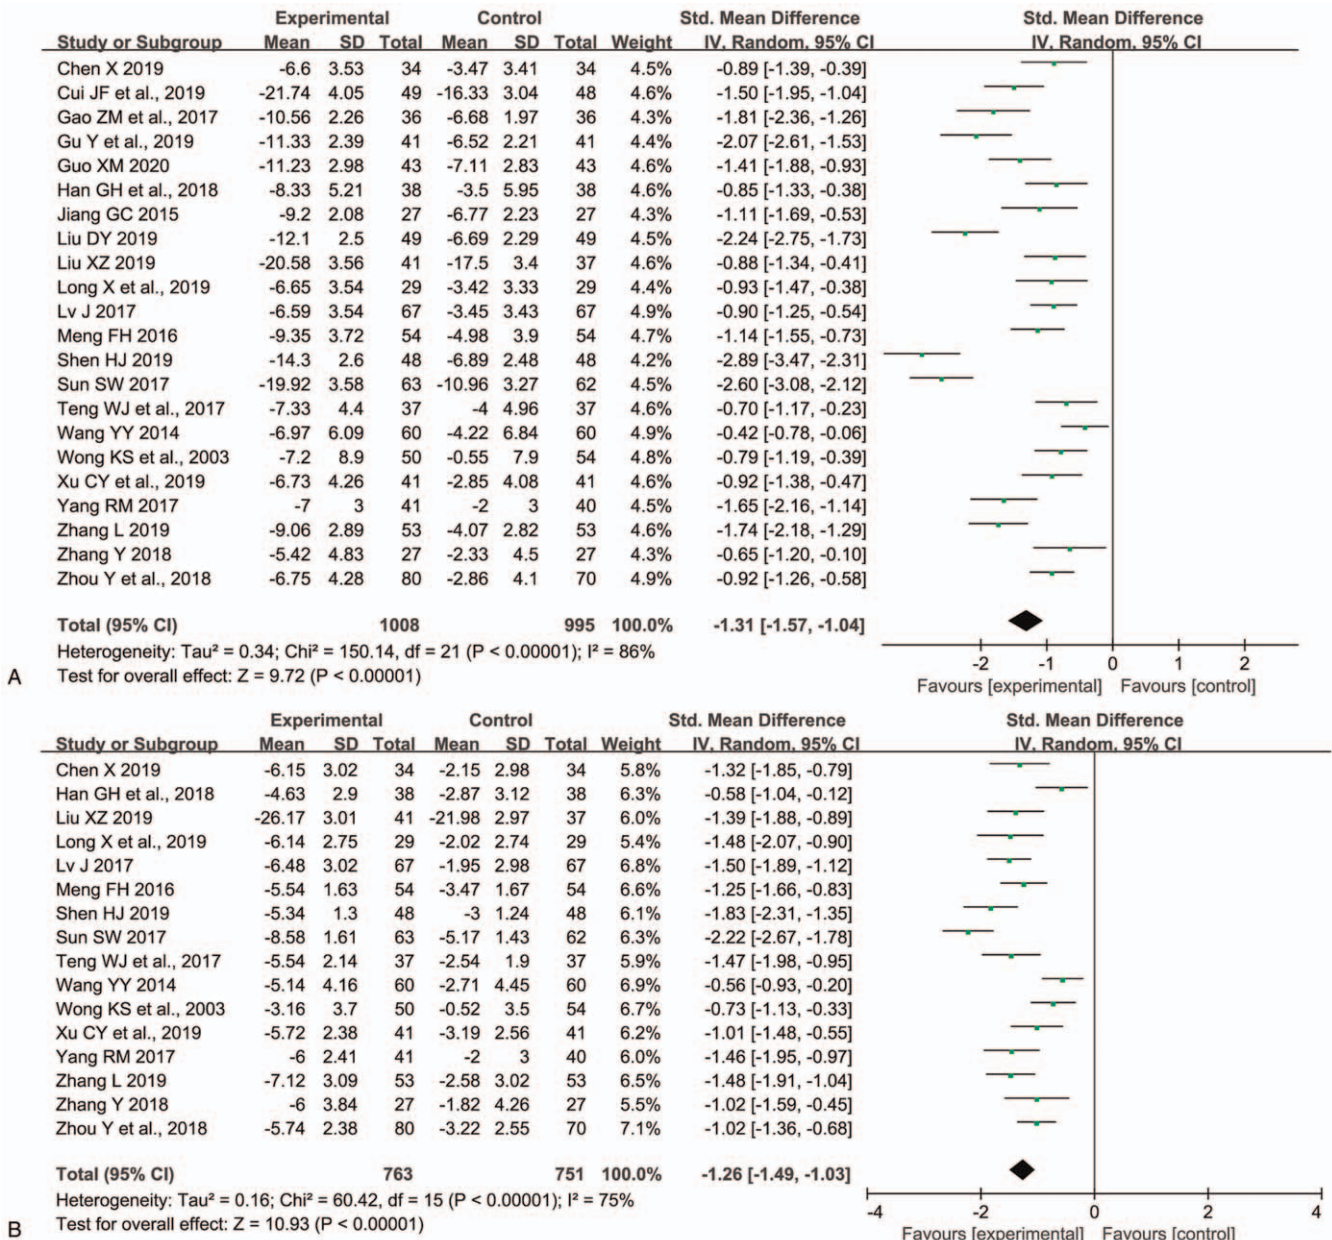 Experimental Control Std. Mean Difference Std. Mean Difference
Study or Subgroup Mean SD Total Mean SD Total Weight IV, Random, 95% CI IV, Random, 95% CI
Chen X 2019 -6.6 3.53 34 -3.47 3.41 34 4.5% -0.89 [-1.39, -0.39]
Cui JF et al., 2019 -21.74 4.05 49 -16.33 3.04 48 4.6% -1.50 [-1.95, -1.04]
Gao ZM et al., 2017 -10.56 2.26 36 -6.68 1.97 36 4.3% -1.81 [-2.36, -1.26]
Gu Y et al., 2019 -11.33 2.39 41 -6.52 2.21 41 4.4% -2.07 [-2.61, -1.53]
Guo XM 2020 -11.23 2.98 43 -7.11 2.83 43 4.6% -1.41 [-1.88, -0.93]
Han GH et al., 2018 -8.33 5.21 38 -3.5 5.95 38 4.6% -0.85 [-1.33, -0.38]
Jiang GC 2015 -9.2 2.08 27 -6.77 2.23 27 4.3% -1.11 [-1.69, -0.53]
Liu DY 2019 -12.1 2.5 49 -6.69 2.29 49 4.5% -2.24 [-2.75, -1.73]
Liu XZ 2019 -20.58 3.56 41 -17.5 3.4 37 4.6% -0.88 [-1.34, -0.41]
Long X et al., 2019 -6.65 3.54 29 -3.42 3.33 29 4.4% -0.93 [-1.47, -0.38]
Lv J 2017 -6.59 3.54 67 -3.45 3.43 67 4.9% -0.90 [-1.25, -0.54]
Meng FH 2016 -9.35 3.72 54 -4.98 3.9 54 4.7% -1.14 [-1.55, -0.73]
Shen HJ 2019 -14.3 2.6 48 -6.89 2.48 48 4.2% -2.89 [-3.47, -2.31]
Sun SW 2017 -19.92 3.58 63 -10.96 3.27 62 4.5% -2.60 [-3.08, -2.12]
Teng WJ et al., 2017 -7.33 4.4 37 -4 4.96 37 4.6% -0.70 [-1.17, -0.23]
Wang YY 2014 -6.97 6.09 60 -4.22 6.84 60 4.9% -0.42 [-0.78, -0.06]
Wong KS et al., 2003 -7.2 8.9 50 -0.55 7.9 54 4.8% -0.79 [-1.19, -0.39]
Xu CY et al., 2019 -6.73 4.26 41 -2.85 4.08 41 4.6% -0.92 [-1.38, -0.47]
Yang RM 2017 -7 3 41 -2 3 40 4.5% -1.65 [-2.16, -1.14]
Zhang L 2019 -9.06 2.89 53 -4.07 2.82 53 4.6% -1.74 [-2.18, -1.29]
Zhang Y 2018 -5.42 4.83 27 -2.33 4.5 27 4.3% -0.65 [-1.20, -0.10]
Zhou Y et al., 2018 -6.75 4.28 80 -2.86 4.1 70 4.9% -0.92 [-1.26, -0.58]
Total (95% CI) 1008 995 100.0% -1.31 [-1.57, -1.04]
Heterogeneity: Tau² = 0.34; Chi² = 150.14, df = 21 (P < 0.00001); I² = 86%
Test for overall effect: Z = 9.72 (P < 0.00001)
-2 -1 0 1 2
Favours [experimental] Favours [control]
A
Experimental Control Std. Mean Difference Std. Mean Difference
Study or Subgroup Mean SD Total Mean SD Total Weight IV, Random, 95% CI IV, Random, 95% CI
Chen X 2019 -6.15 3.02 34 -2.15 2.98 34 5.8% -1.32 [-1.85, -0.79]
Han GH et al., 2018 -4.63 2.9 38 -2.87 3.12 38 6.3% -0.58 [-1.04, -0.12]
Liu XZ 2019 -26.17 3.01 41 -21.98 2.97 37 6.0% -1.39 [-1.88, -0.89]
Long X et al., 2019 -6.14 2.75 29 -2.02 2.74 29 5.4% -1.48 [-2.07, -0.90]
Lv J 2017 -6.48 3.02 67 -1.95 2.98 67 6.8% -1.50 [-1.89, -1.12]
Meng FH 2016 -5.54 1.63 54 -3.47 1.67 54 6.6% -1.25 [-1.66, -0.83]
Shen HJ 2019 -5.34 1.3 48 -3 1.24 48 6.1% -1.83 [-2.31, -1.35]
Sun SW 2017 -8.58 1.61 63 -5.17 1.43 62 6.3% -2.22 [-2.67, -1.78]
Teng WJ et al., 2017 -5.54 2.14 37 -2.54 1.9 37 5.9% -1.47 [-1.98, -0.95]
Wang YY 2014 -5.14 4.16 60 -2.71 4.45 60 6.9% -0.56 [-0.93, -0.20]
Wong KS et al., 2003 -3.16 3.7 50 -0.52 3.5 54 6.7% -0.73 [-1.13, -0.33]
Xu CY et al., 2019 -5.72 2.38 41 -3.19 2.56 41 6.2% -1.01 [-1.48, -0.55]
Yang RM 2017 -6 2.41 41 -2 3 40 6.0% -1.46 [-1.95, -0.97]
Zhang L 2019 -7.12 3.09 53 -2.58 3.02 53 6.5% -1.48 [-1.91, -1.04]
Zhang Y 2018 -6 3.84 27 -1.82 4.26 27 5.5% -1.02 [-1.59, -0.45]
Zhou Y et al., 2018 -5.74 2.38 80 -3.22 2.55 70 7.1% -1.02 [-1.36, -0.68]
Total (95% CI) 763 751 100.0% -1.26 [-1.49, -1.03]
Heterogeneity: Tau² = 0.16; Chi² = 60.42, df = 15 (P < 0.00001); I² = 75%
Test for overall effect: Z = 10.93 (P < 0.00001)
-4 -2 0 2 4
Favours [experimental] Favours [control]
B